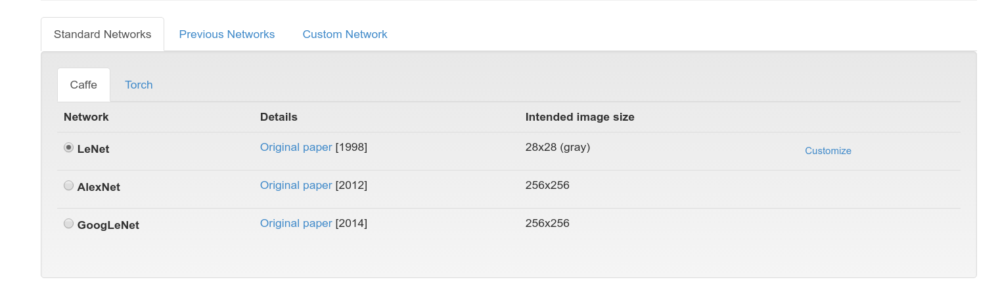 Standard Networks Previous Networks Custom Network
Caffe Torch
Network Details Intended image size
LeNet Original paper [1998] 28x28 (gray) Customize
AlexNet Original paper [2012] 256x256
GoogLeNet Original paper [2014] 256x256